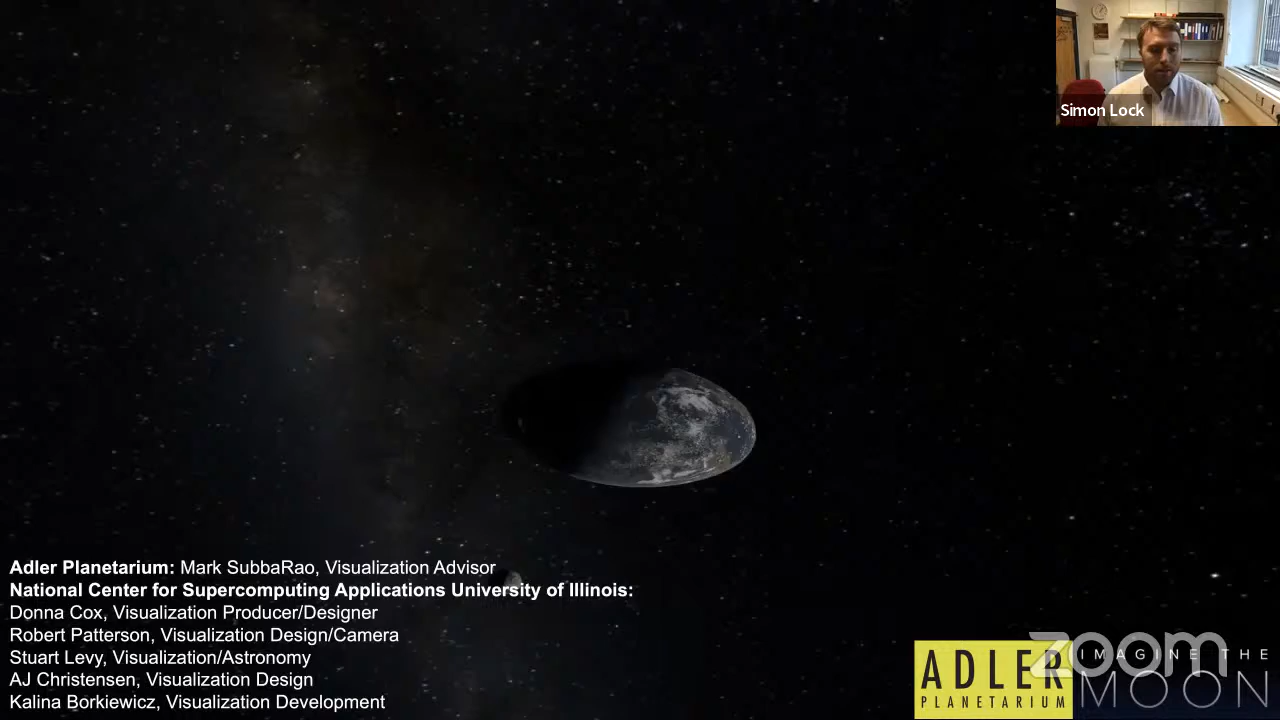 Simon Lock
Adler Planetarium: Mark SubbaRao, Visualization Advisor
National Center for Supercomputing Applications University of Illinois:
Donna Cox, Visualization Producer/Designer
Robert Patterson, Visualization Design/Camera
Stuart Levy, Visualization/Astronomy
AJ Christensen, Visualization Design
Kalina Borkiewicz, Visualization Development
ADLER
PLANETARIUM
zoom
IMAGINE THE
MOON